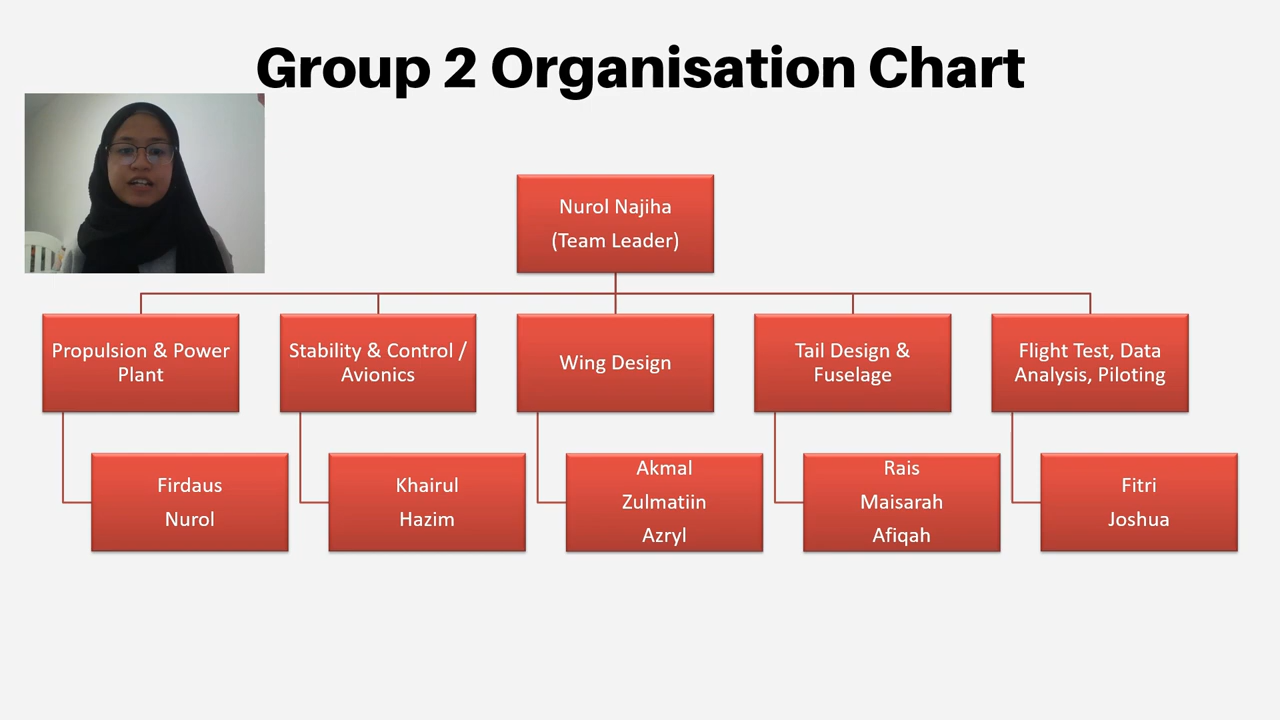 Group 2 Organisation Chart
Nurol Najiha
(Team Leader)
Propulsion & Power
Plant
Stability & Control /
Avionics
Wing Design
Tail Design &
Fuselage
Flight Test, Data
Analysis, Piloting
Firdaus
Nurol
Khairul
Hazim
Akmal
Zulmatiin
Azryl
Rais
Maisarah
Afiqah
Fitri
Joshua